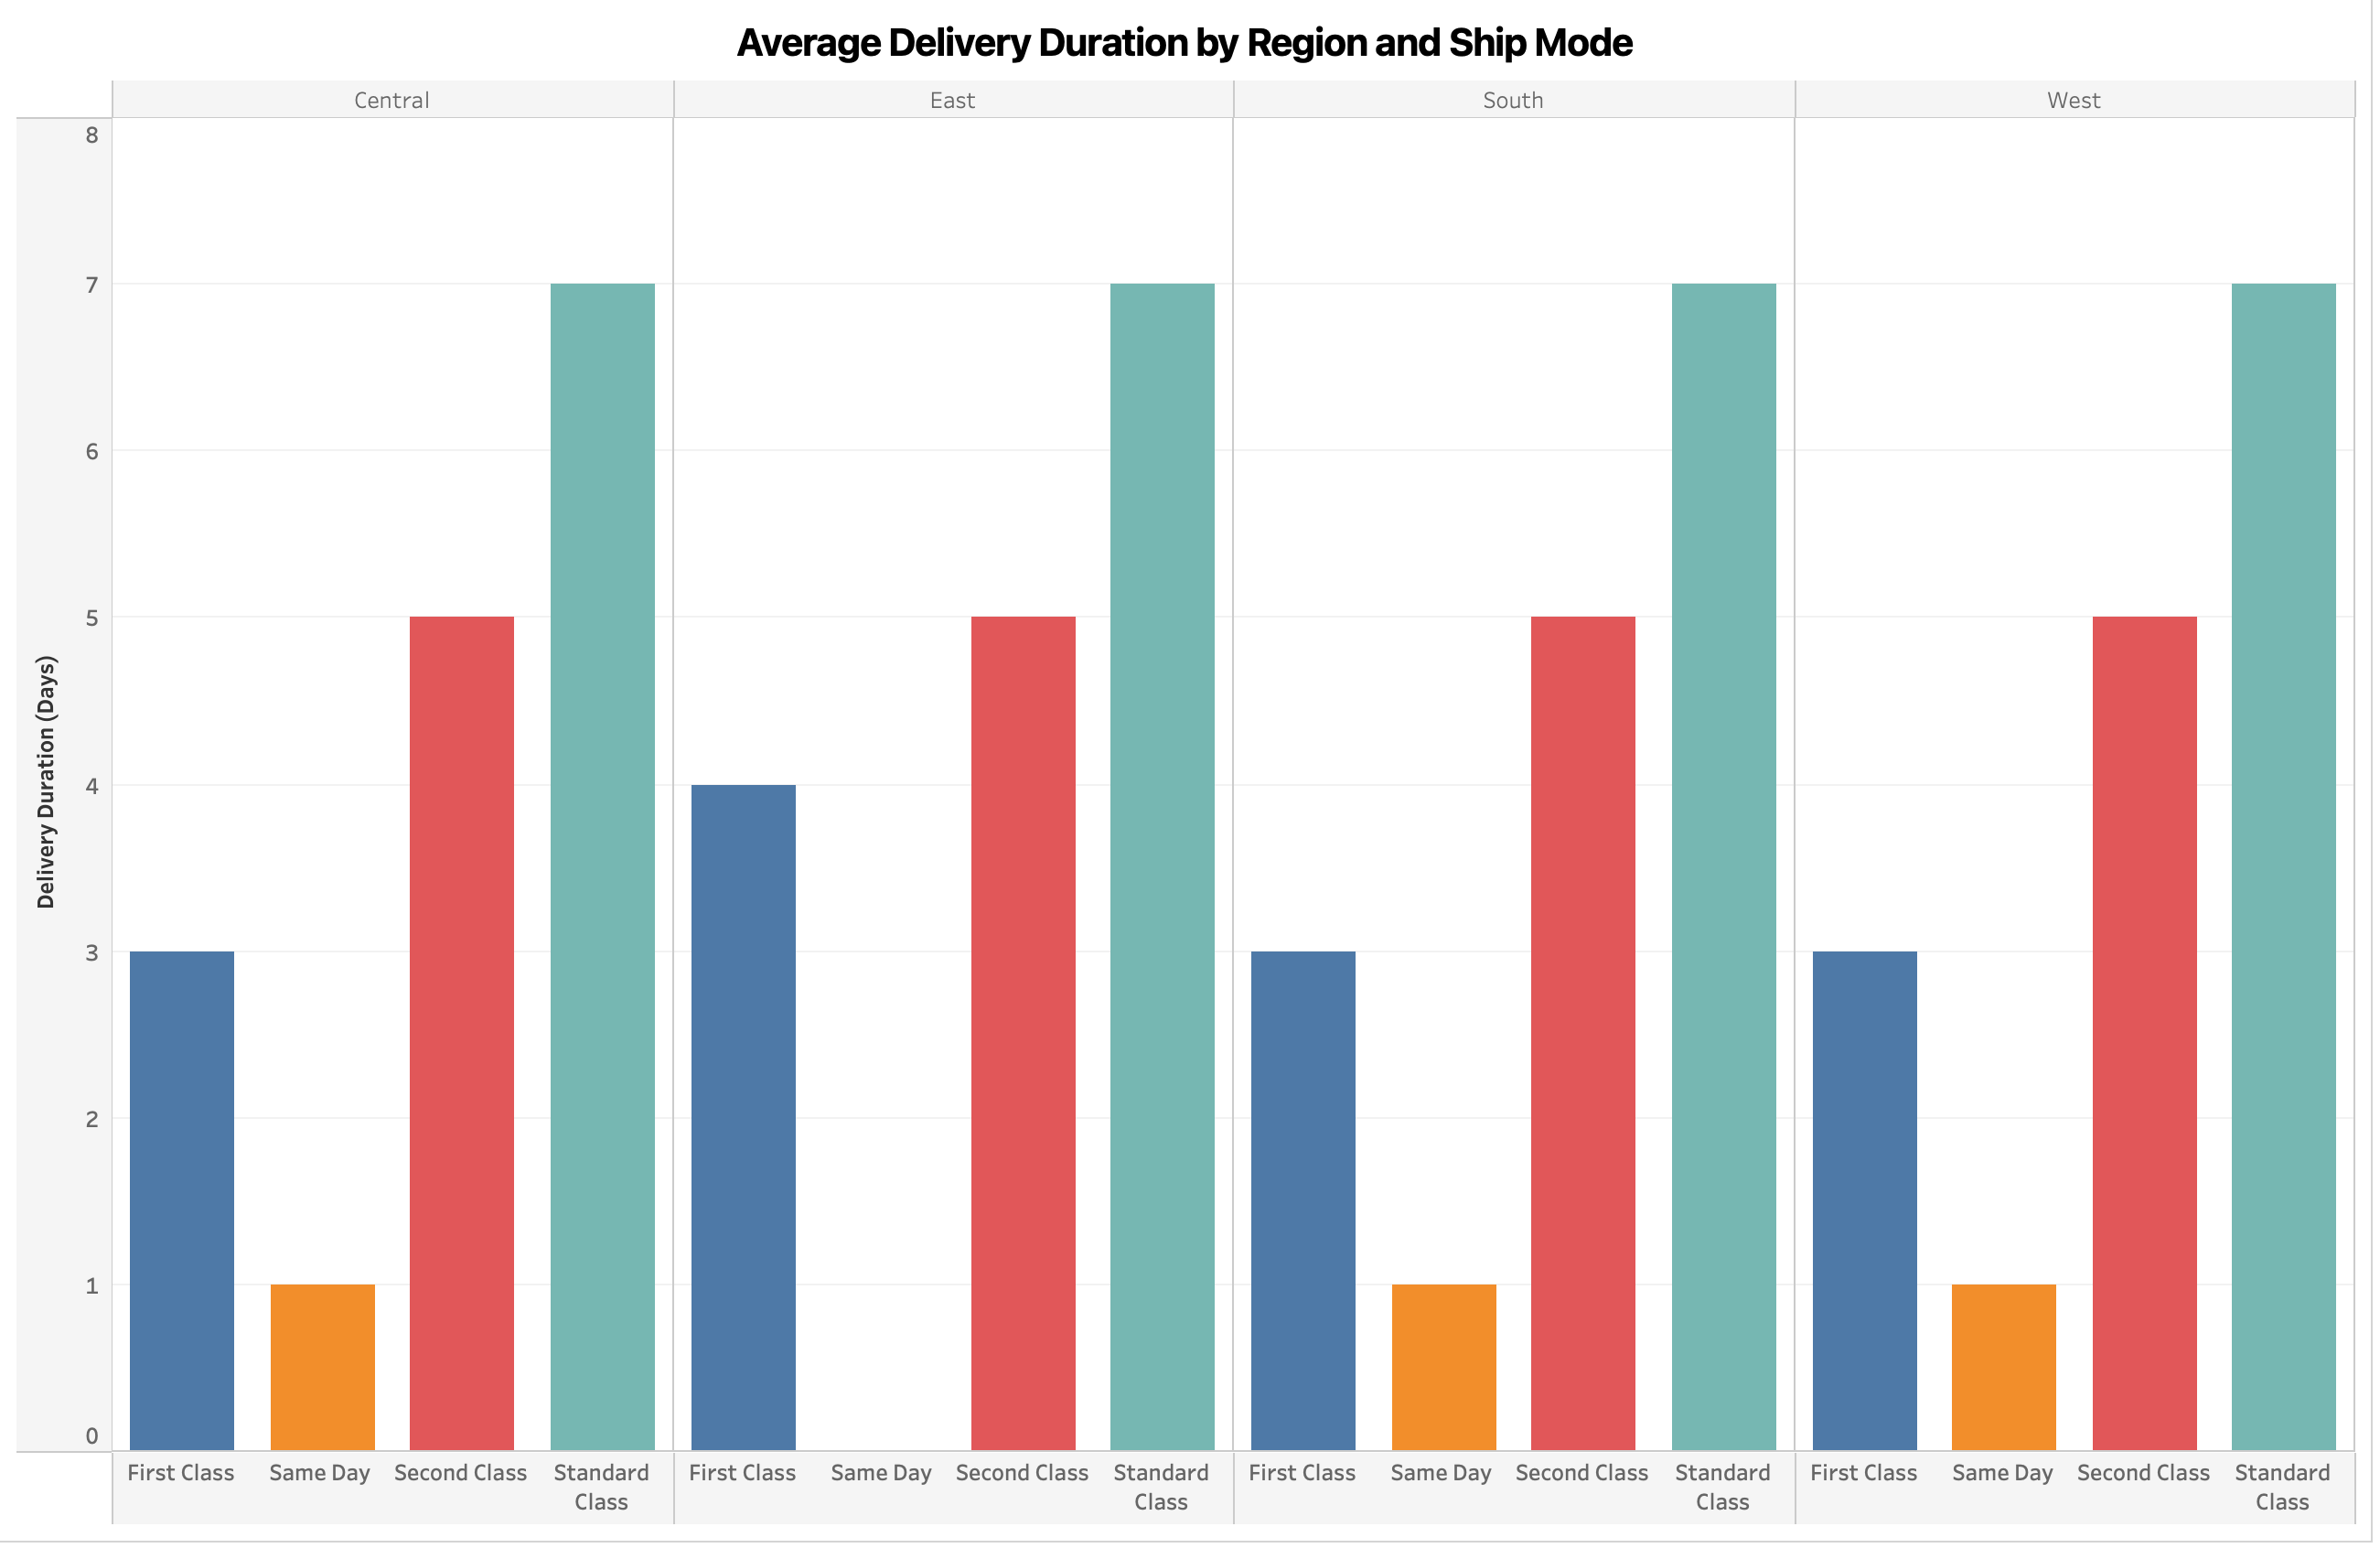 Average Delivery Duration by Region and Ship Mode
Central East South West
8
7
6
5
4
3
2
1
0
Delivery Duration (Days)
First Class Same Day Second Class Standard First Class Same Day Second Class Standard First Class Same Day Second Class Standard First Class Same Day Second Class Standard
Class Class Class Class